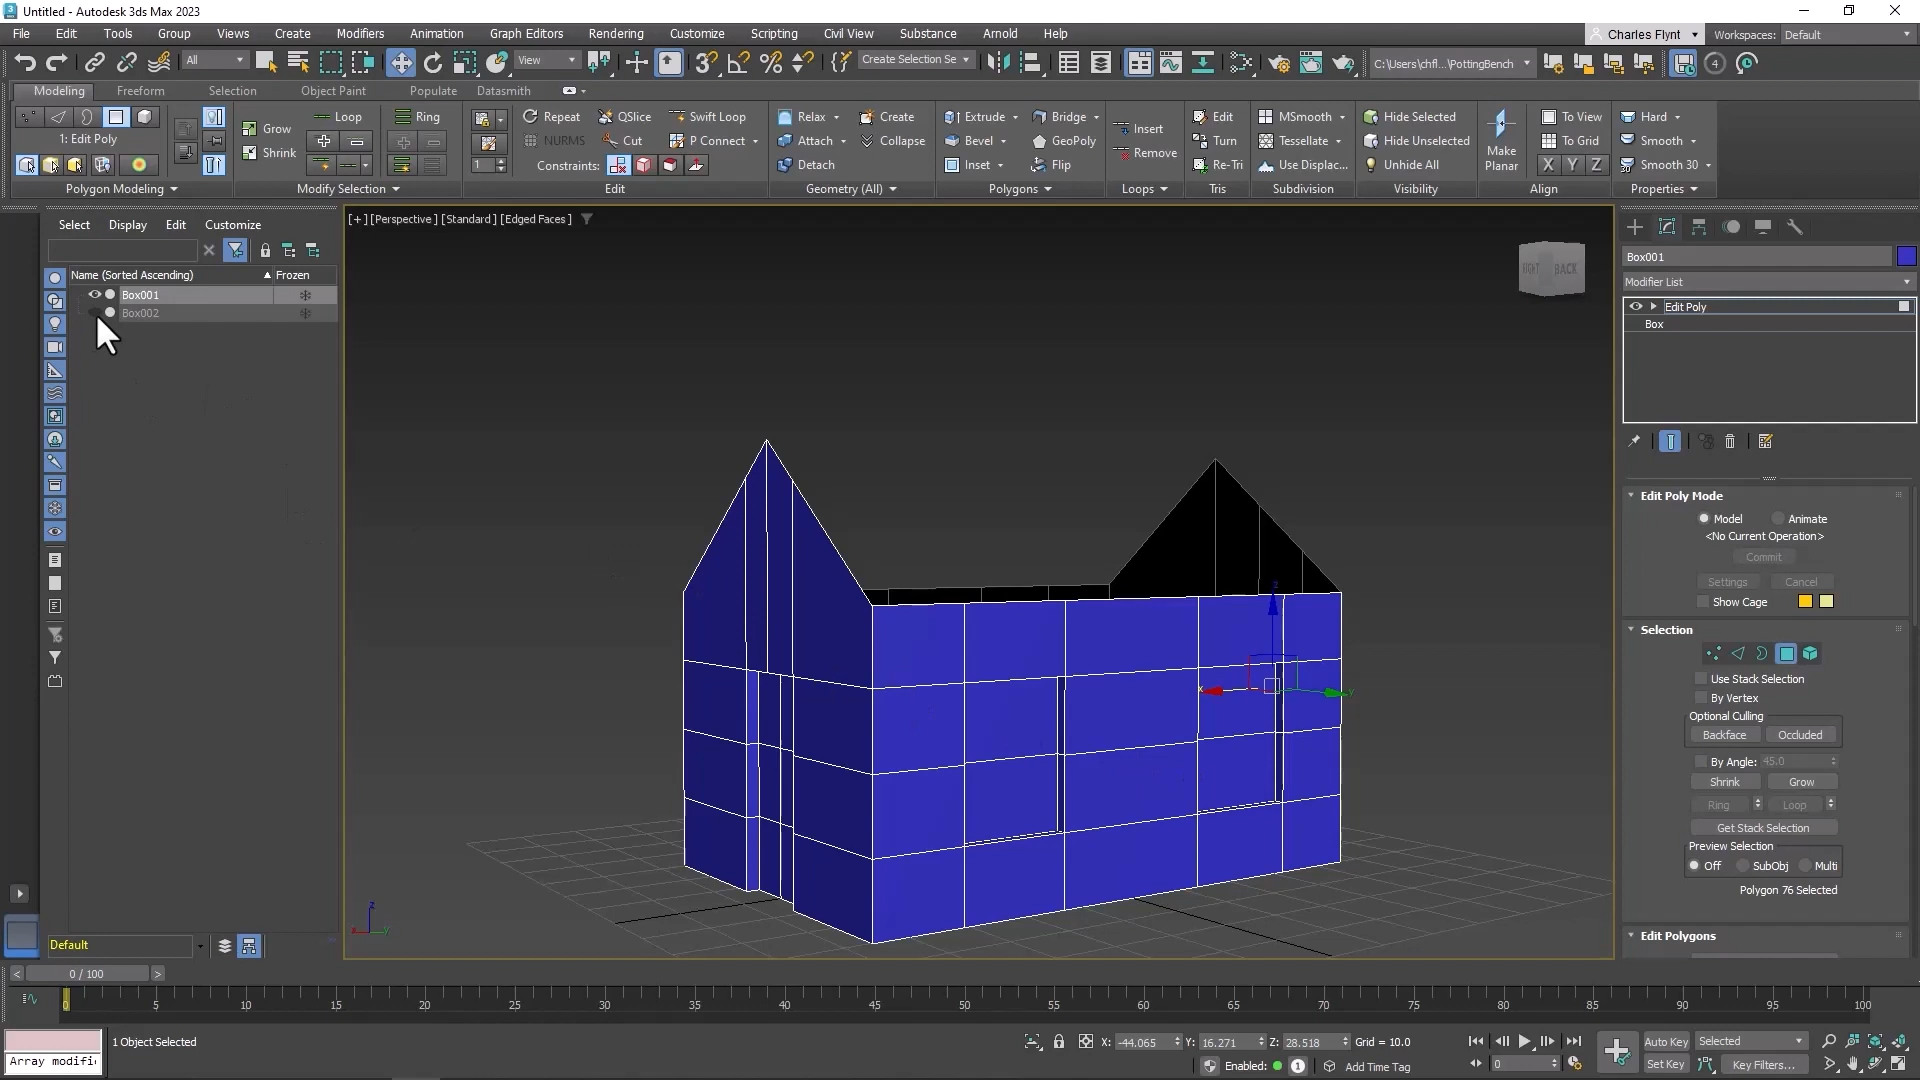 Untitled - Autodesk 3ds Max 2023
File Edit Tools Group Views Create Modifiers Animation Graph Editors Rendering Customize Scripting Civil View Substance Arnold Help Charles Flynt Workspaces: Default
All View Create Selection Se C:\Users\chfl...\PottingBench 4
Modeling Freeform Selection Object Paint Populate Datasmith
Loop Ring Repeat QSlice Swift Loop Relax Create Extrude Bridge Insert Edit MSmooth Hide Selected To View Hard
1: Edit Poly Grow NURMS Cut P Connect Attach Collapse Bevel GeoPoly Turn Tessellate Hide Unselected Make Planar To Grid Smooth
Shrink 1 Constraints: Detach Inset Flip Remove Re-Tri Use Displac... Unhide All X Y Z Smooth 30
Polygon Modeling Modify Selection Edit Geometry (All) Polygons Loops Tris Subdivision Visibility Align Properties
Select Display Edit Customize
[+] [Perspective] [Standard] [Edged Faces]
Name (Sorted Ascending) Frozen
Box001
Box002
RIGHT BACK
Box001
Modifier List
Edit Poly
Box
Edit Poly Mode
Model Animate
<No Current Operation>
Commit
Settings Cancel
Show Cage
Selection
Use Stack Selection
By Vertex
Optional Culling
Backface Occluded
By Angle: 45.0
Shrink Grow
Ring Loop
Get Stack Selection
Preview Selection
Off SubObj Multi
Polygon 76 Selected
Edit Polygons
z
x
y
z
x y
Default
0 / 100
0 5 10 15 20 25 30 35 40 45 50 55 60 65 70 75 80 85 90 95 100
1 Object Selected X: -44.065 Y: 16.271 Z: 28.518 Grid = 10.0 Auto Key Selected
Array modifi Enabled: 1 Add Time Tag 0 Set Key Key Filters...